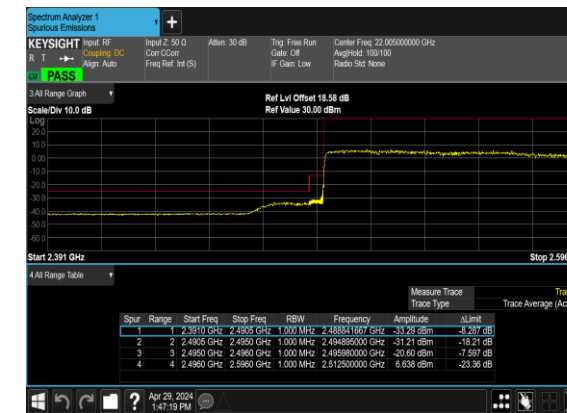 Spectrum Analyzer 1
Spurious Emissions
+
KEYSIGHT Input: RF Input Z: 50 Ω Atten: 30 dB Trig: Free Run Center Freq: 22.005000000 GHz
R T Coupling: DC Corr CCorr Gate: Off Avg|Hold: 100/100
Align: Auto Freq Ref: Int (S) IF Gain: Low Radio Std: None
LW PASS
3 All Range Graph
Ref Lvl Offset 18.58 dB
Scale/Div 10.0 dB Ref Value 30.00 dBm
Log
20.0
10.0
0.00
-10.0
-20.0
-30.0
-40.0
-50.0
-60.0
Start 2.391 GHz Stop 2.596
4 All Range Table
Measure Trace Tra
Trace Type Trace Average (Ac
Spur Range Start Freq Stop Freq RBW Frequency Amplitude ΔLimit
1 1 2.3910 GHz 2.4905 GHz 1.000 MHz 2.488841667 GHz -33.29 dBm -8.287 dB
2 2 2.4905 GHz 2.4950 GHz 1.000 MHz 2.494895000 GHz -31.21 dBm -18.21 dB
3 3 2.4950 GHz 2.4960 GHz 1.000 MHz 2.495980000 GHz -20.60 dBm -7.597 dB
4 4 2.4960 GHz 2.5960 GHz 1.000 MHz 2.512500000 GHz 6.638 dBm -23.36 dB
? Apr 29, 2024
1:47:19 PM